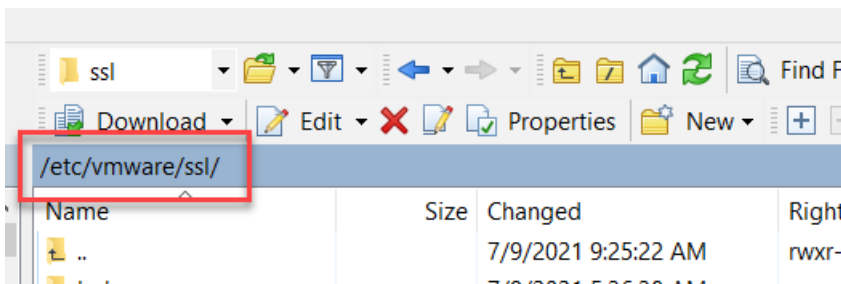 ssl Find F
Download Edit Properties New
/etc/vmware/ssl/
Name Size Changed Right
.. 7/9/2021 9:25:22 AM rwxr-